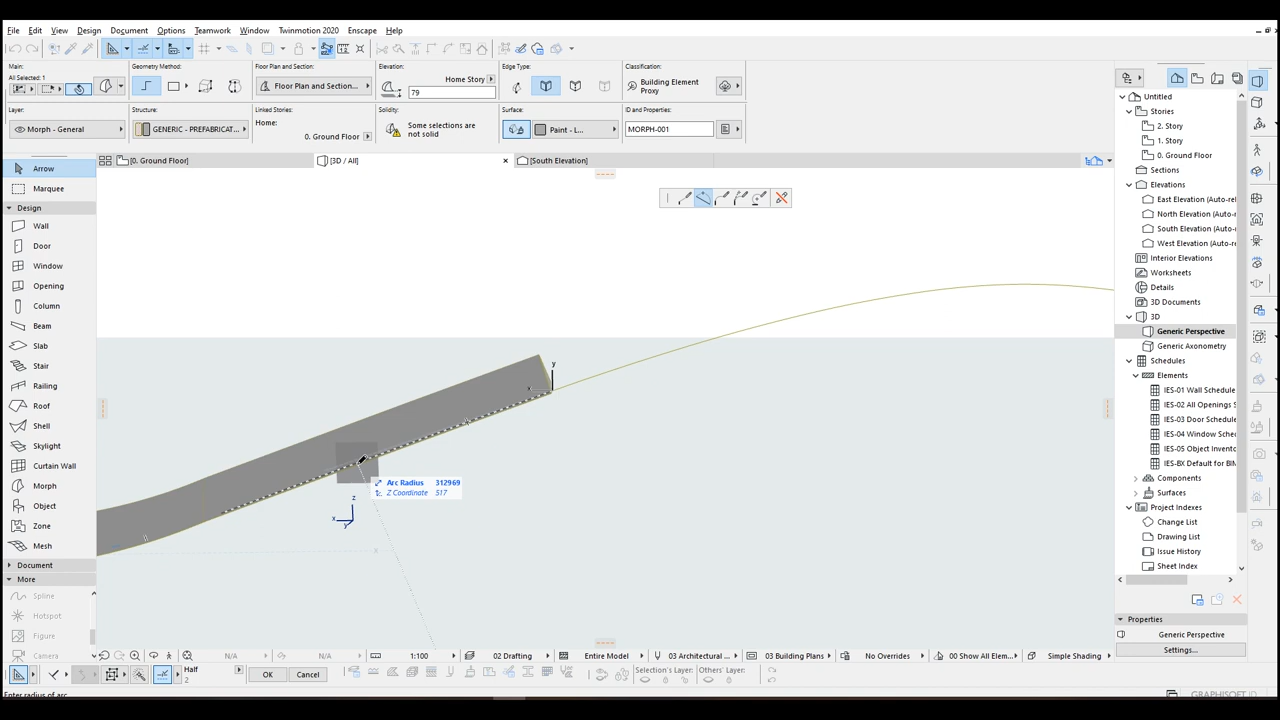 File Edit View Design Document Options Teamwork Window Twinmotion 2020 Enscape Help
Main: Geometry Method: Floor Plan and Section: Elevation: Edge Type: Classification:
All Selected: 1
Home Story
Floor Plan and Section...
79
Building Element
Proxy
Layer: Structure: Linked Stories: Solidity: Surface: ID and Properties:
Home:
Morph - General
GENERIC - PREFABRICAT...
0. Ground Floor
Some selections are
not solid
Paint - L...
MORPH-001
[0. Ground Floor] [3D / All] [South Elevation]
Arrow
Marquee
Design
Wall
Door
Window
Opening
Column
Beam
Slab
Stair
Railing
Roof
Shell
Skylight
Curtain Wall
Morph
Object
Zone
Mesh
Document
More
Spline
Hotspot
Figure
Camera
y
Arc Radius 312969
Z Coordinate 517
z
x
y
Untitled
Stories
2. Story
1. Story
0. Ground Floor
Sections
Elevations
East Elevation (Auto-re
North Elevation (Auto-r
South Elevation (Auto-r
West Elevation (Auto-r
Interior Elevations
Worksheets
Details
3D Documents
3D
Generic Perspective
Generic Axonometry
Schedules
Elements
IES-01 Wall Schedule
IES-02 All Openings S
IES-03 Door Schedule
IES-04 Window Sched
IES-05 Object Invento
IES-BX Default for BIM
Components
Surfaces
Project Indexes
Change List
Drawing List
Issue History
Sheet Index
Properties
Generic Perspective
Settings...
N/A N/A 1:100 02 Drafting Entire Model 03 Architectural ... 03 Building Plans No Overrides 00 Show All Elem... Simple Shading
Half
2
OK Cancel
Selection's Layer: Others' Layer:
Enter radius of arc
GRAPHISOFT ID